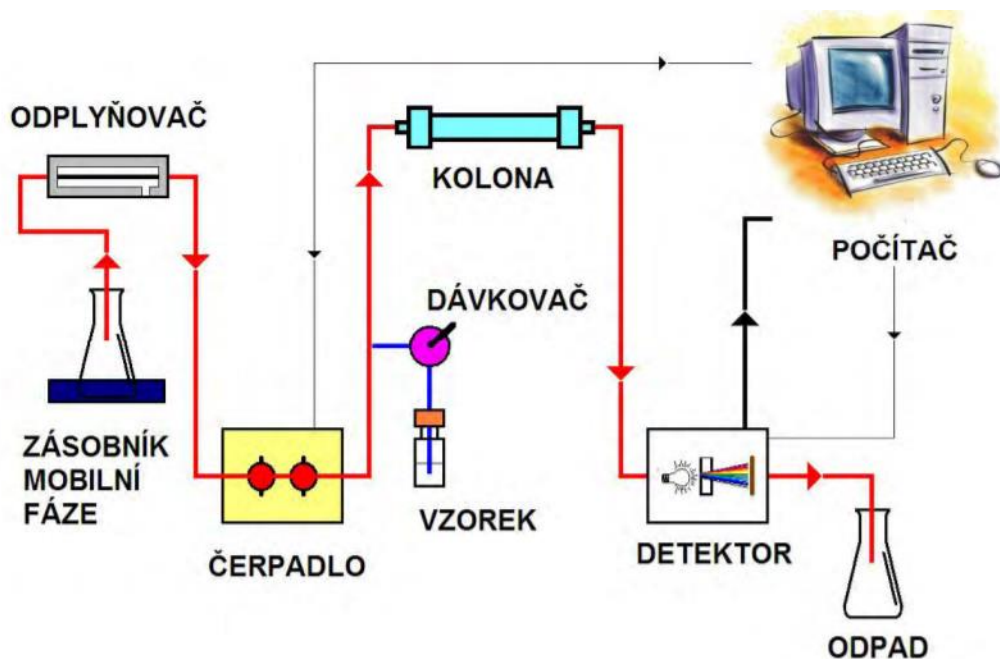 ODPLYŇOVAČ
KOLONA
POČÍTAČ
DÁVKOVAČ
ZÁSOBNÍK
MOBILNÍ
FÁZE
VZOREK
ČERPADLO
DETEKTOR
ODPAD